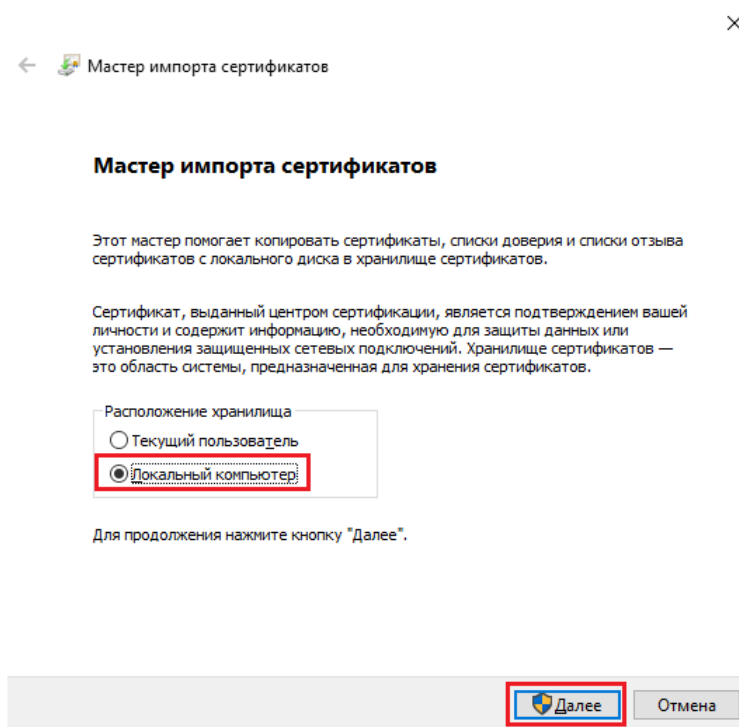 Мастер импорта сертификатов
Мастер импорта сертификатов
Этот мастер помогает копировать сертификаты, списки доверия и списки отзыва
сертификатов с локального диска в хранилище сертификатов.
Сертификат, выданный центром сертификации, является подтверждением вашей
личности и содержит информацию, необходимую для защиты данных или
установления защищенных сетевых подключений. Хранилище сертификатов —
это область системы, предназначенная для хранения сертификатов.
Расположение хранилища
Текущий пользователь
Локальный компьютер
Для продолжения нажмите кнопку "Далее".
Далее
Отмена